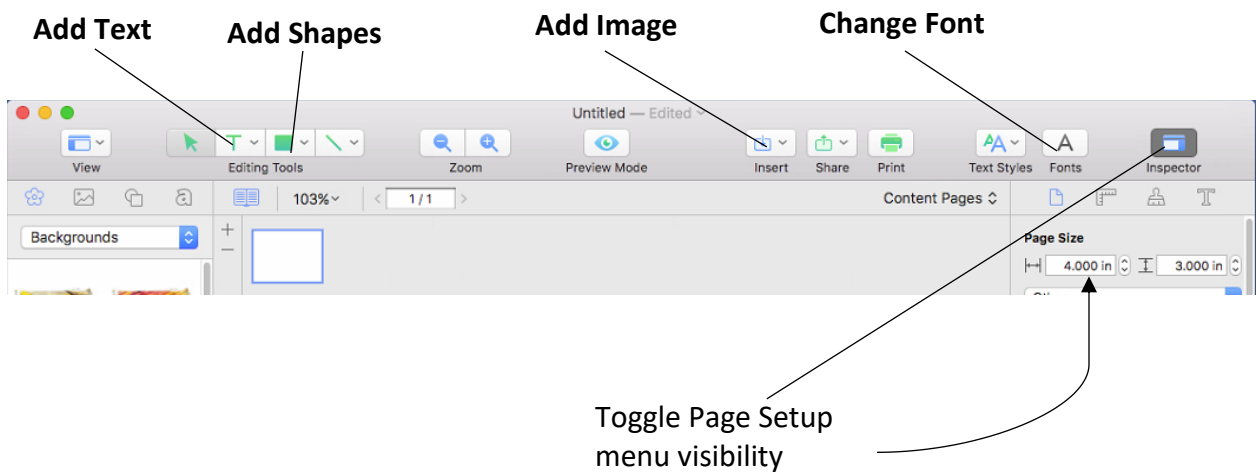 Add Text Add Shapes Add Image Change Font
Untitled — Edited
View Editing Tools Zoom Preview Mode Insert Share Print Text Styles Fonts Inspector
103% 1 / 1 Content Pages
Backgrounds
Page Size
4.000 in 3.000 in
Toggle Page Setup
menu visibility